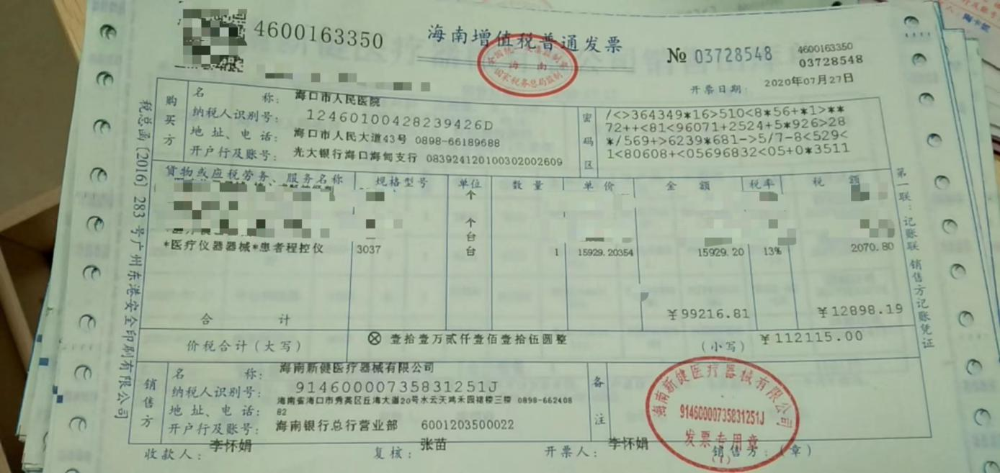 4600163350
海南增值税普通发票
全国统一发票监制章
海南
国家税务总局监制
№ 03728548
4600163350
03728548
开票日期: 2020年07月27日
税总函〔2016〕283号广州东港安全印刷有限公司
购买方
名称: 海口市人民医院
纳税人识别号: 12460100428239426D
地址、电话: 海口市人民大道43号 0898-66189688
开户行及账号: 光大银行海口海甸支行 083924120100302002609
密码区
/<>364349*16>510<8*56+*1>**
72++<81<96071+2524+5*926>28
*/569+>6239*681->5/7-8<529<
1<80608+<05696832<05+0*3511
货物或应税劳务、服务名称 规格型号 单位 数量 单价 金额 税率 税额
个
个
台
*医疗仪器器械*患者程控仪 3037 台 1 15929.20354 15929.20 13% 2070.80
合计 ¥99216.81 ¥12898.19
价税合计(大写) ⊗ 壹拾壹万贰仟壹佰壹拾伍圆整 (小写) ¥112115.00
销售方
名称: 海南新健医疗器械有限公司
纳税人识别号: 91460000735831251J
地址、电话: 海南省海口市秀英区丘海大道20号水云天鸿禾园裙楼三楼 0898-662408
82
开户行及账号: 海南银行总行营业部 6001203500022
备注
海南新健医疗器械有限公司
91460000735831251J
发票专用章
(1)
收款人: 李怀娟 复核: 张苗 开票人: 李怀娟 销售方:(章)
第一联:记账联 销售方记账凭证